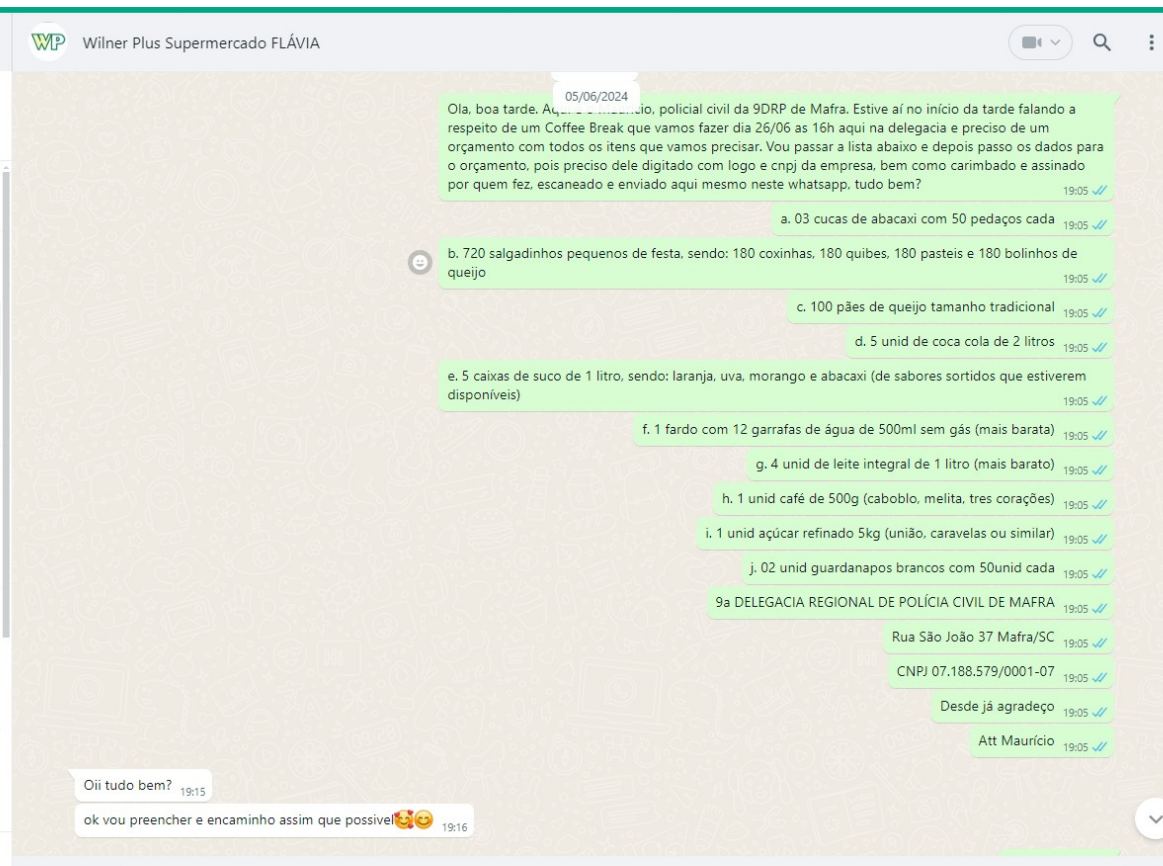 WP Wilner Plus Supermercado FLÁVIA
05/06/2024
Ola, boa tarde. Aqui policial civil da 9DRP de Mafra. Estive aí no início da tarde falando a
respeito de um Coffee Break que vamos fazer dia 26/06 as 16h aqui na delegacia e preciso de um
orçamento com todos os itens que vamos precisar. Vou passar a lista abaixo e depois passo os dados para
o orçamento, pois preciso dele digitado com logo e cnpj da empresa, bem como carimbado e assinado
por quem fez, escaneado e enviado aqui mesmo neste whatsapp, tudo bem? 19:05
a. 03 cucas de abacaxi com 50 pedaços cada 19:05
b. 720 salgadinhos pequenos de festa, sendo: 180 coxinhas, 180 quibes, 180 pasteis e 180 bolinhos de
queijo 19:05
c. 100 pães de queijo tamanho tradicional 19:05
d. 5 unid de coca cola de 2 litros 19:05
e. 5 caixas de suco de 1 litro, sendo: laranja, uva, morango e abacaxi (de sabores sortidos que estiverem
disponíveis) 19:05
f. 1 fardo com 12 garrafas de água de 500ml sem gás (mais barata) 19:05
g. 4 unid de leite integral de 1 litro (mais barato) 19:05
h. 1 unid café de 500g (caboblo, melita, tres corações) 19:05
i. 1 unid açúcar refinado 5kg (união, caravelas ou similar) 19:05
j. 02 unid guardanapos brancos com 50unid cada 19:05
9a DELEGACIA REGIONAL DE POLÍCIA CIVIL DE MAFRA 19:05
Rua São João 37 Mafra/SC 19:05
CNPJ 07.188.579/0001-07 19:05
Desde já agradeço 19:05
Att Maurício 19:05
Oii tudo bem? 19:15
ok vou preencher e encaminho assim que possivel🥰😊 19:16